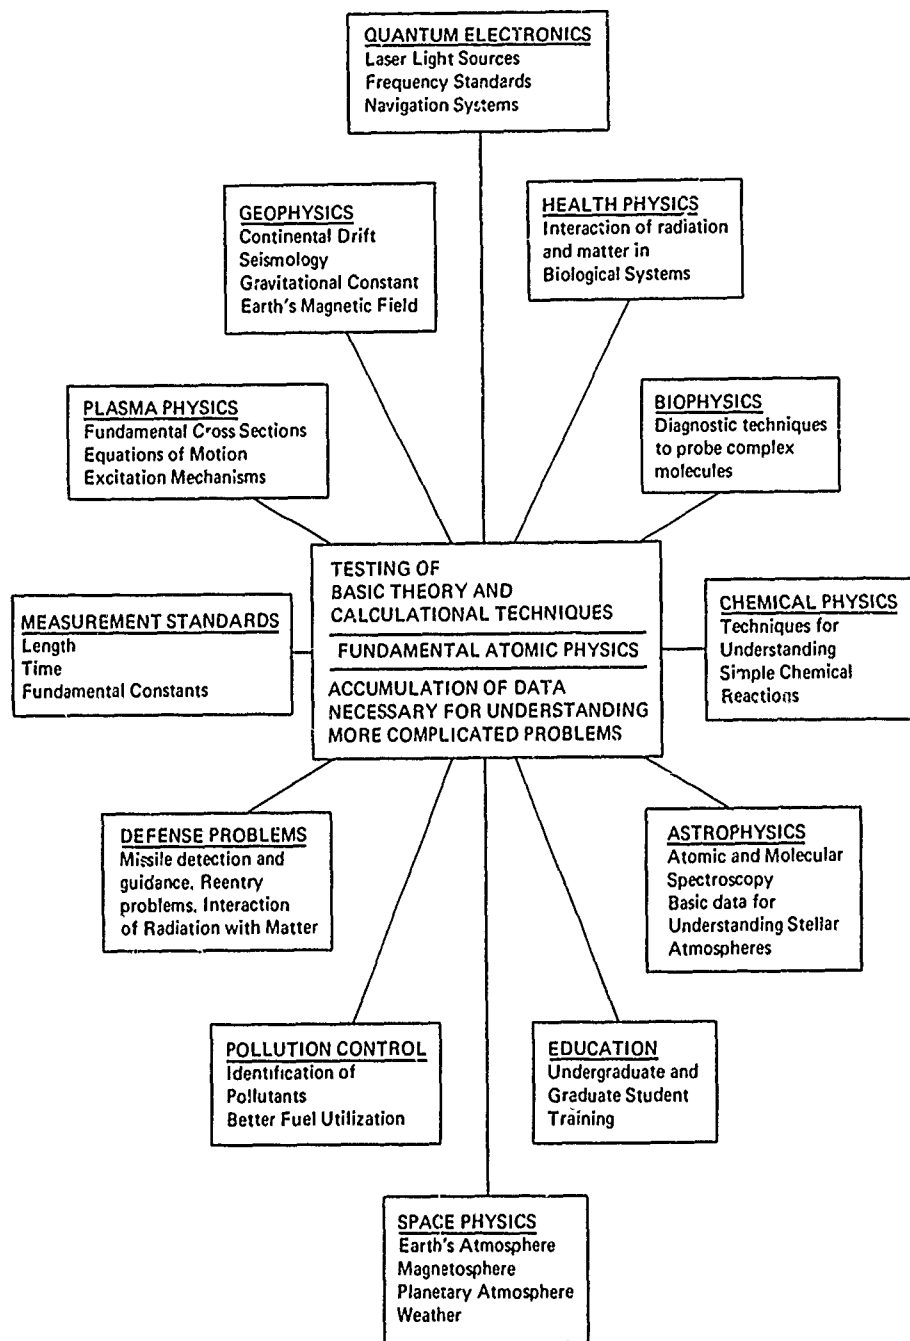 QUANTUM ELECTRONICS
Laser Light Sources
Frequency Standards
Navigation Systems
GEOPHYSICS
Continental Drift
Seismology
Gravitational Constant
Earth's Magnetic Field
HEALTH PHYSICS
Interaction of radiation
and matter in
Biological Systems
PLASMA PHYSICS
Fundamental Cross Sections
Equations of Motion
Excitation Mechanisms
BIOPHYSICS
Diagnostic techniques
to probe complex
molecules
MEASUREMENT STANDARDS
Length
Time
Fundamental Constants
TESTING OF
BASIC THEORY AND
CALCULATIONAL TECHNIQUES
FUNDAMENTAL ATOMIC PHYSICS
ACCUMULATION OF DATA
NECESSARY FOR UNDERSTANDING
MORE COMPLICATED PROBLEMS
CHEMICAL PHYSICS
Techniques for
Understanding
Simple Chemical
Reactions
DEFENSE PROBLEMS
Missile detection and
guidance, Reentry
problems, Interaction
of Radiation with Matter
ASTROPHYSICS
Atomic and Molecular
Spectroscopy
Basic data for
Understanding Stellar
Atmospheres
POLLUTION CONTROL
Identification of
Pollutants
Better Fuel Utilization
EDUCATION
Undergraduate and
Graduate Student
Training
SPACE PHYSICS
Earth's Atmosphere
Magnetosphere
Planetary Atmosphere
Weather